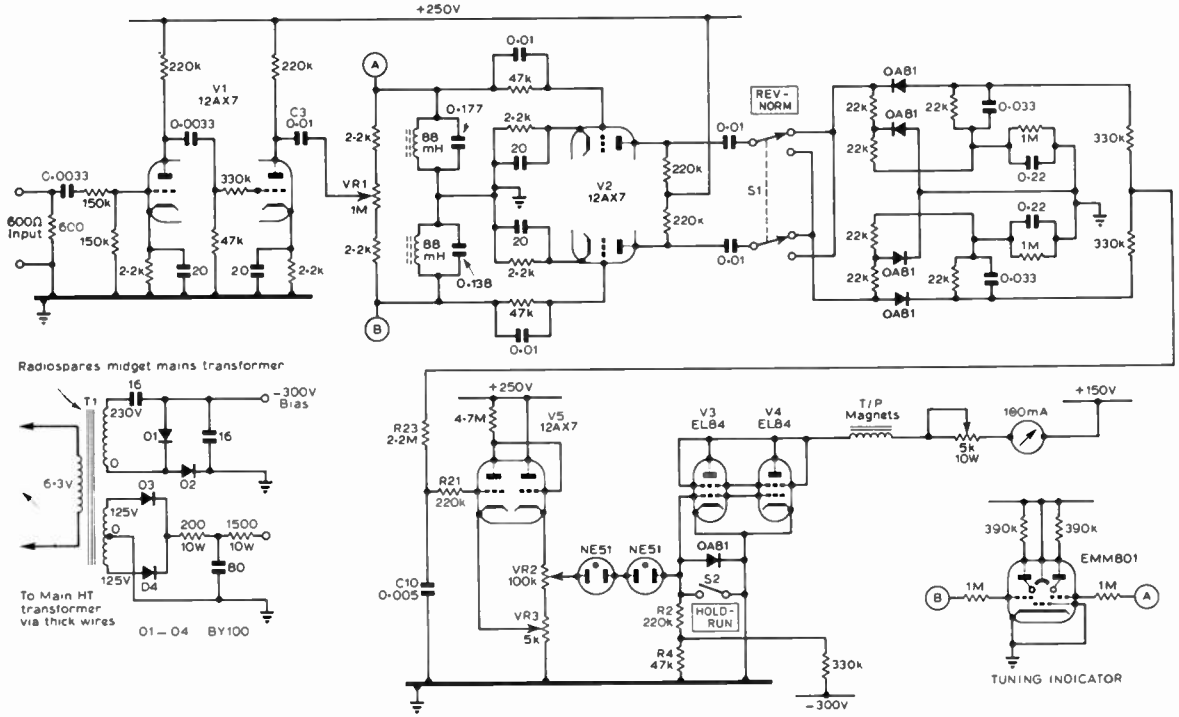 +250V
220k
V1
12AX7
220k
C3
0·01
0·0033
0·0033
150k
330k
600Ω
Input
600
150k
47k
2·2k
20
20
2·2k
A
2·2k
VR1
1M
2·2k
B
0·177
88
mH
88
mH
0·138
0·01
47k
2·2k
20
20
2·2k
47k
0·01
V2
12AX7
220k
220k
0·01
0·01
REV-
NORM
S1
OA81
22k
OA81
22k
22k
0·033
1M
0·22
330k
22k
22k
OA81
OA81
22k
0·033
0·22
1M
330k
Radiospares midget mains transformer
T1
16
230V
D1
16
-300V
Bias
0
D2
6·3V
D3
125V
0
200
10W
1500
10W
80
125V
D4
To Main HT
transformer
via thick wires
D1–D4 BY100
+250V
4·7M
V5
12AX7
R23
2·2M
R21
220k
C10
0·005
VR2
100k
VR3
5k
NE51
NE51
V3
EL84
V4
EL84
OA81
S2
HOLD-
RUN
R2
220k
R4
47k
330k
-300V
T/P
Magnets
5k
10W
180mA
+150V
390k
390k
EMM801
B
1M
1M
A
TUNING INDICATOR